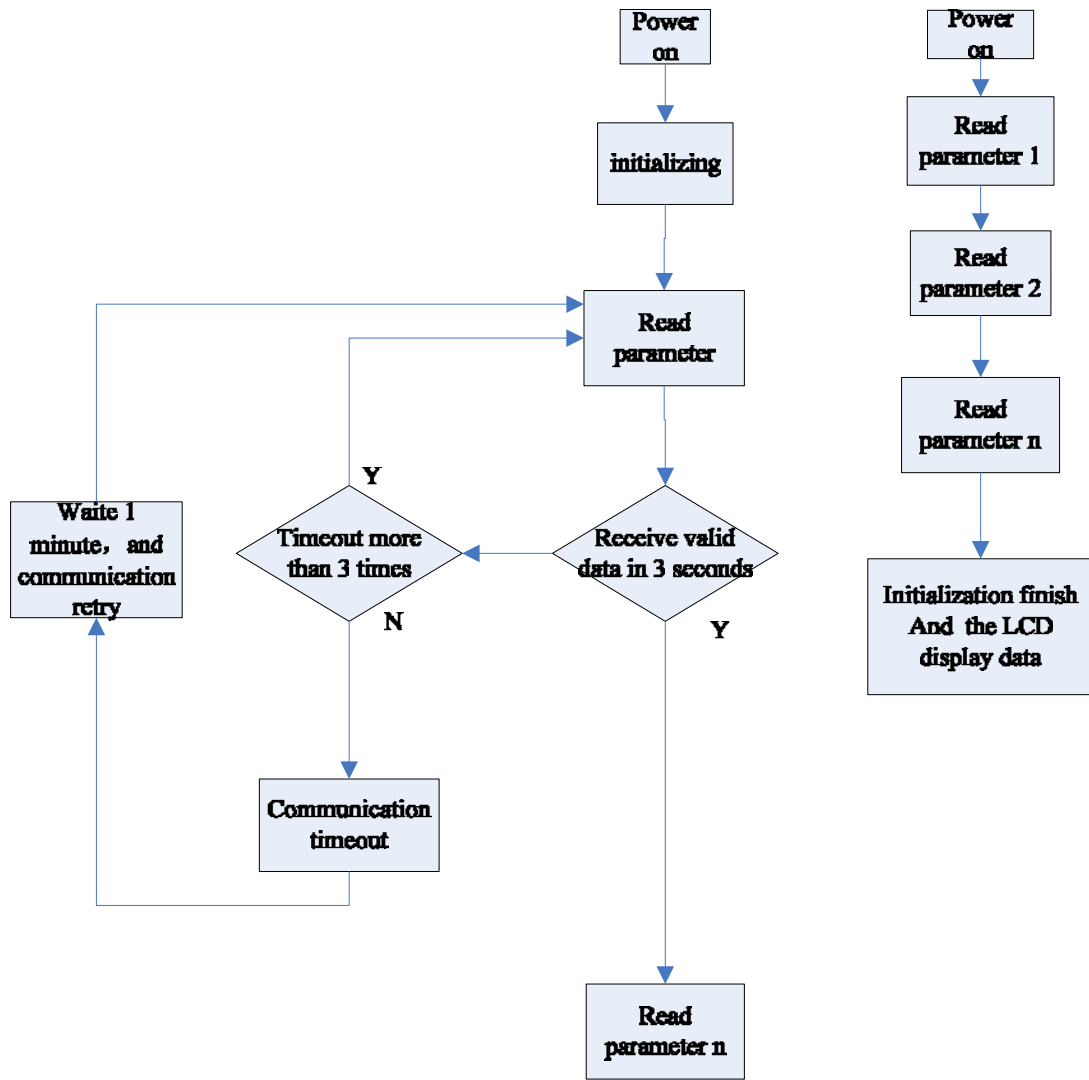 Power
on
initializing
Read
parameter
Y
Waite 1
minute，and
communication
retry
Timeout more
than 3 times
N
Receive valid
data in 3 seconds
Y
Communication
timeout
Read
parameter n
Power
on
Read
parameter 1
Read
parameter 2
Read
parameter n
Initialization finish
And the LCD
display data